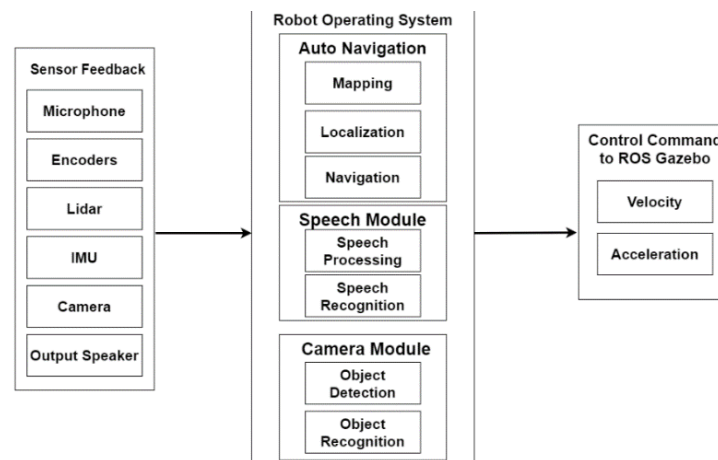 Sensor Feedback
Microphone
Encoders
Lidar
IMU
Camera
Output Speaker
Robot Operating System
Auto Navigation
Mapping
Localization
Navigation
Speech Module
Speech
Processing
Speech
Recognition
Camera Module
Object
Detection
Object
Recognition
Control Command
to ROS Gazebo
Velocity
Acceleration